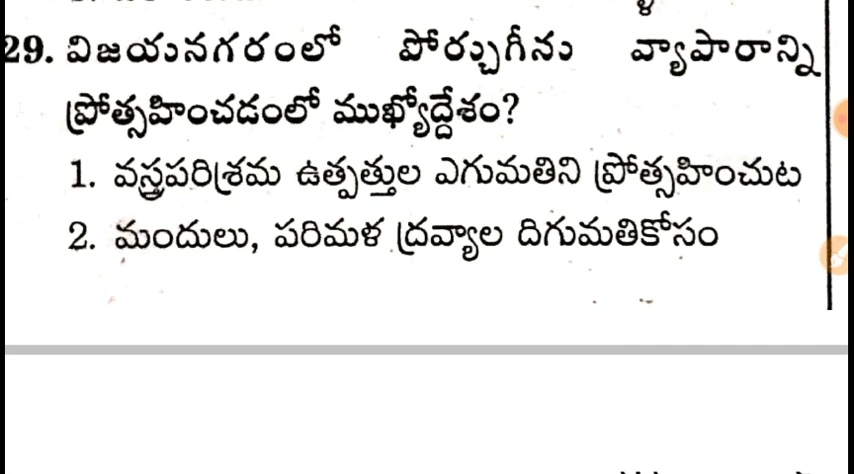 29. విజయనగరంలో పోర్చుగీసు వ్యాపారాన్ని
ప్రోత్సహించడంలో ముఖ్యోద్దేశం?
1. వస్త్రపరిశ్రమ ఉత్పత్తుల ఎగుమతిని ప్రోత్సహించుట
2. మందులు, పరిమళ ద్రవ్యాల దిగుమతికోసం